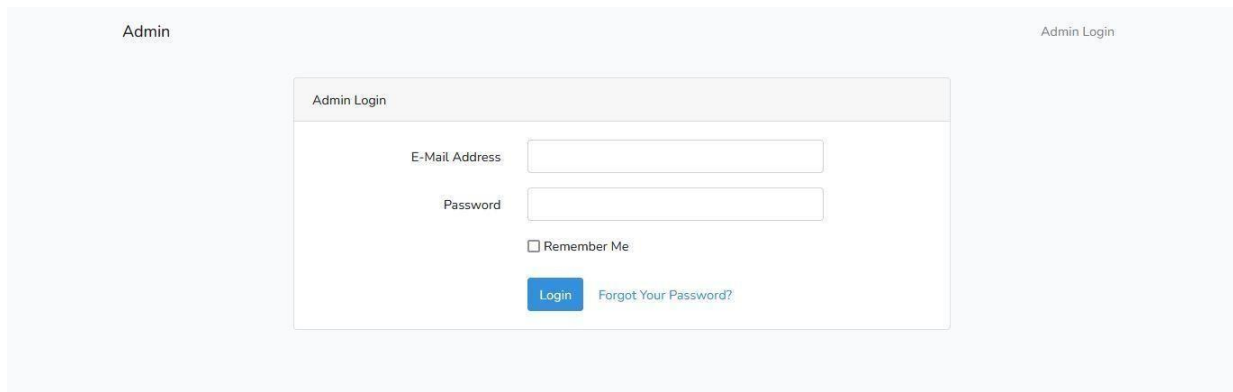 Admin Admin Login
Admin Login
E-Mail Address
Password
Remember Me
Login Forgot Your Password?